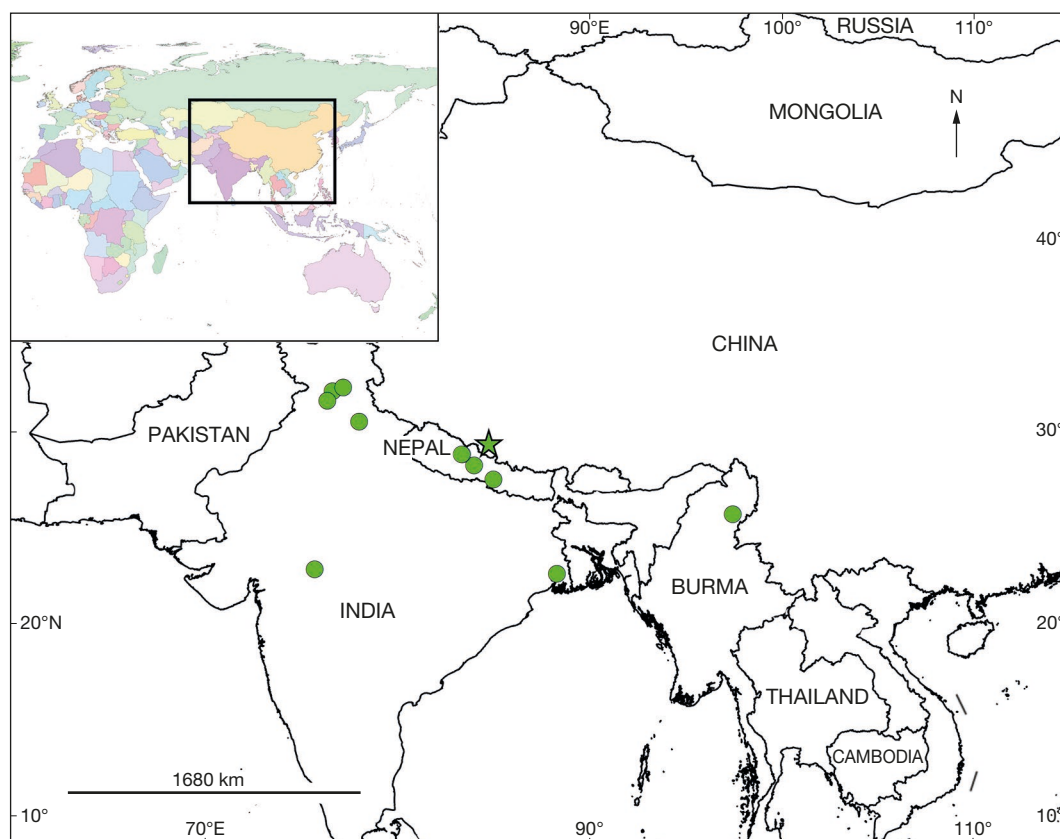 90°E
100°
110°
RUSSIA
MONGOLIA
N
40°
CHINA
PAKISTAN
NEPAL
30°
BURMA
INDIA
20°N
20°
THAILAND
CAMBODIA
1680 km
10°
10°
70°E
90°
110°